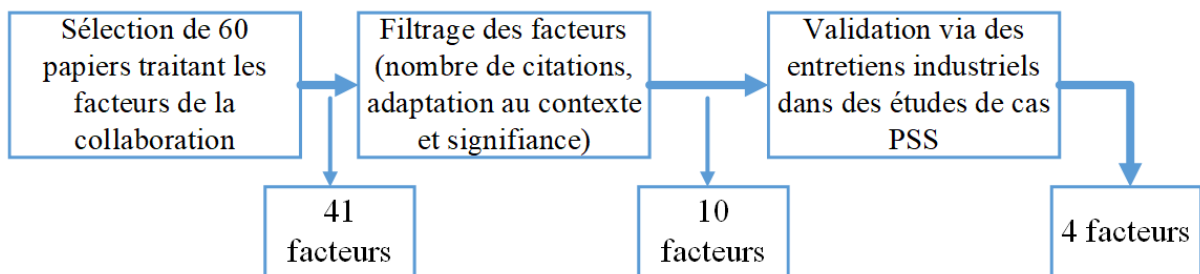 Sélection de 60
papiers traitant les
facteurs de la
collaboration
Filtrage des facteurs
(nombre de citations,
adaptation au contexte
et signifiance)
Validation via des
entretiens industriels
dans des études de cas
PSS
41
facteurs
10
facteurs
4 facteurs